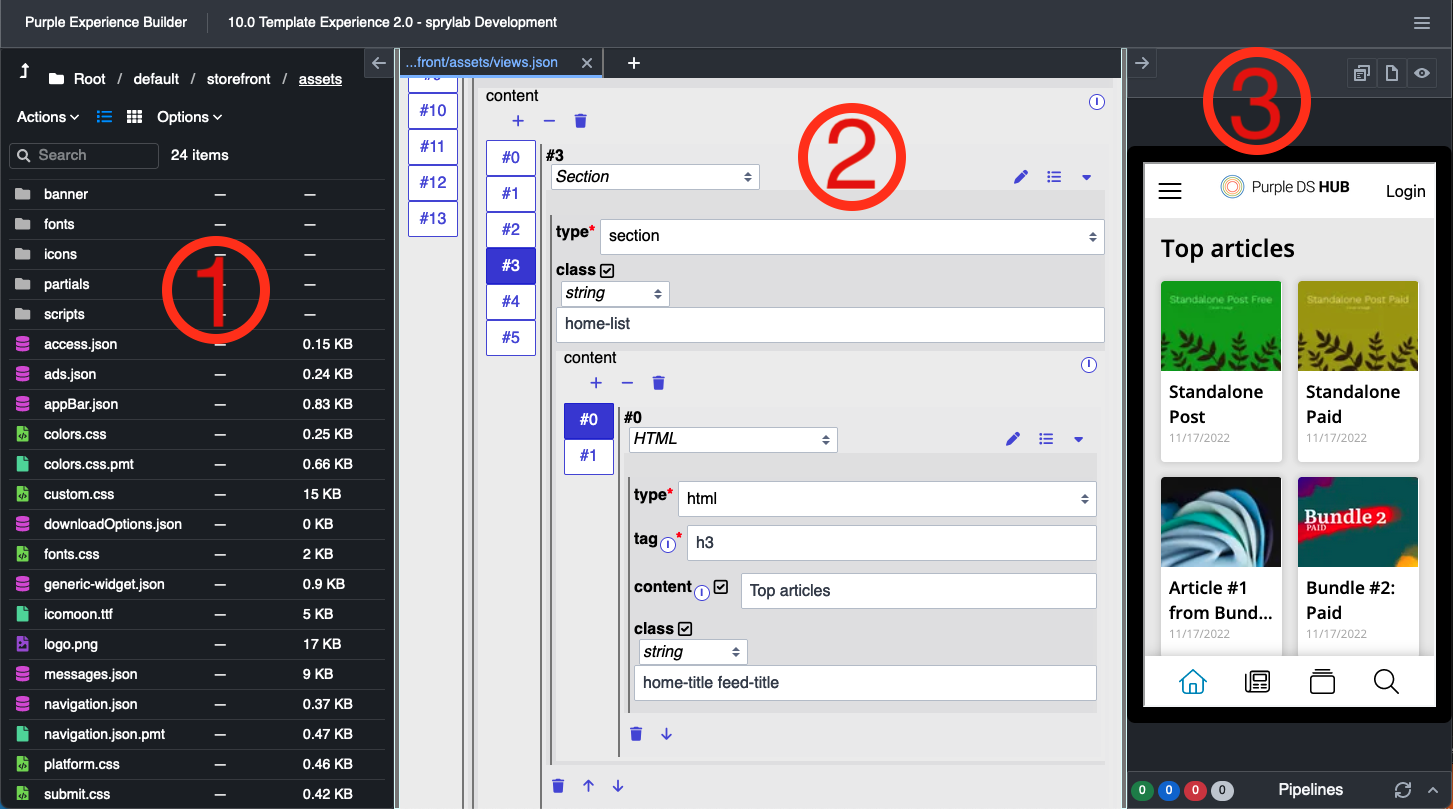 Purple Experience Builder
10.0 Template Experience 2.0 - sprylab Development
Root / default / storefront / assets
Actions
Options
Search
24 items
banner — —
fonts — —
icons — —
partials — —
scripts — —
access.json — 0.15 KB
ads.json — 0.24 KB
appBar.json — 0.83 KB
colors.css — 0.25 KB
colors.css.pmt — 0.66 KB
custom.css — 15 KB
downloadOptions.json — 0 KB
fonts.css — 2 KB
generic-widget.json — 0.9 KB
icomoon.ttf — 5 KB
logo.png — 17 KB
messages.json — 9 KB
navigation.json — 0.37 KB
navigation.json.pmt — 0.47 KB
platform.css — 0.46 KB
submit.css — 0.42 KB
1
...front/assets/views.json
#10
#11
#12
#13
content
2
#0
#1
#2
#3
#4
#5
#3
Section
type* section
class
string
home-list
content
#0
#1
#0
HTML
type* html
tag * h3
content Top articles
class
string
home-title feed-title
3
Purple DS HUB
Login
Top articles
Standalone Post Free
Standalone
Post
11/17/2022
Standalone Post Paid
Standalone
Paid
11/17/2022
Article #1
from Bund...
11/17/2022
Bundle 2
PAID
Bundle #2:
Paid
11/17/2022
0 0 0 0
Pipelines